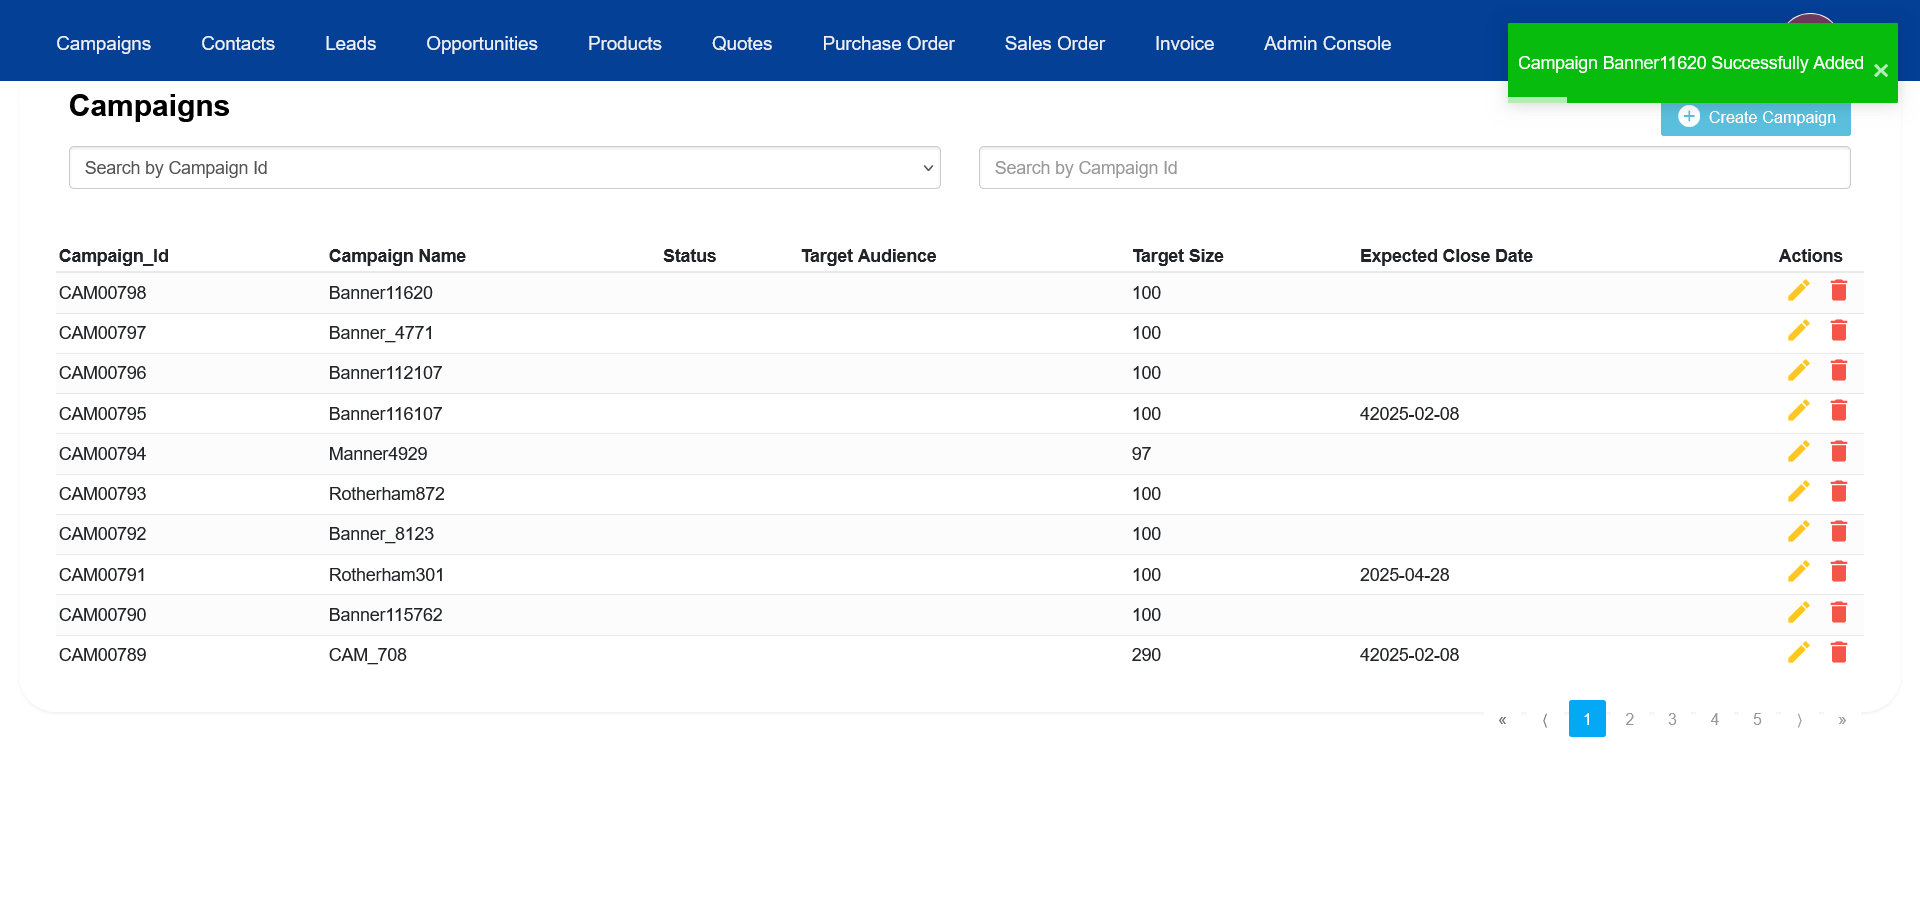 Campaigns Contacts Leads Opportunities Products Quotes Purchase Order Sales Order Invoice Admin Console
Campaign Banner11620 Successfully Added ×
Campaigns
Create Campaign
Search by Campaign Id
Search by Campaign Id
Campaign_Id Campaign Name Status Target Audience Target Size Expected Close Date Actions
CAM00798 Banner11620 100
CAM00797 Banner_4771 100
CAM00796 Banner112107 100
CAM00795 Banner116107 100 42025-02-08
CAM00794 Manner4929 97
CAM00793 Rotherham872 100
CAM00792 Banner_8123 100
CAM00791 Rotherham301 100 2025-04-28
CAM00790 Banner115762 100
CAM00789 CAM_708 290 42025-02-08
« ⟨ 1 2 3 4 5 ⟩ »